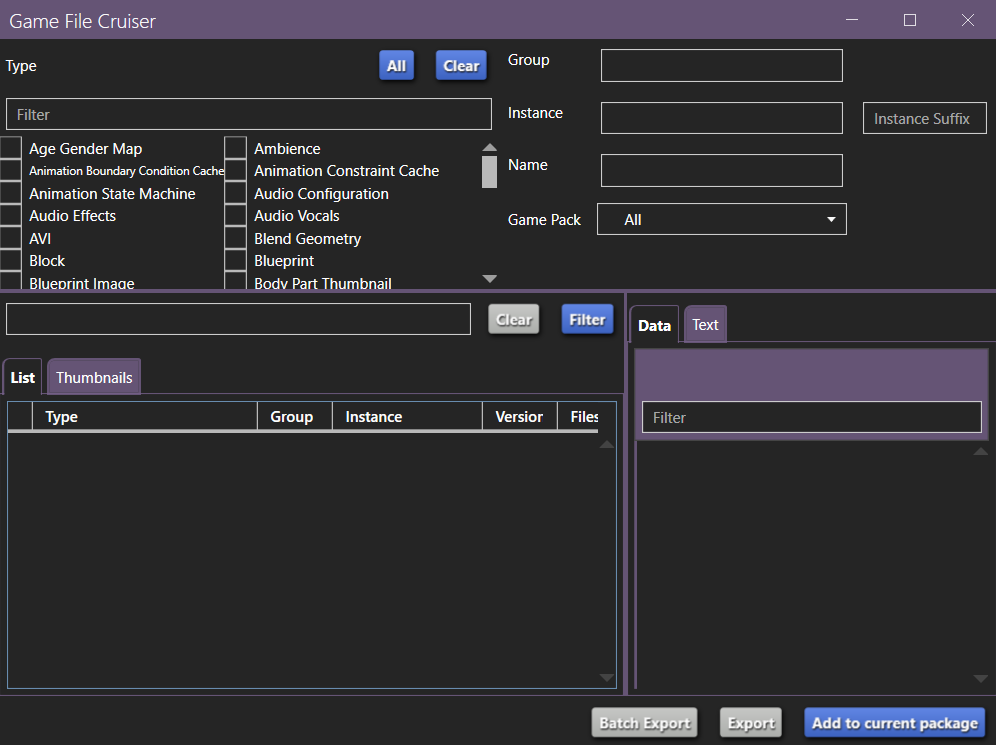 Game File Cruiser
Type
All
Clear
Group
Filter
Instance
Instance Suffix
Age Gender Map
Ambience
Animation Boundary Condition Cache
Animation Constraint Cache
Name
Animation State Machine
Audio Configuration
Audio Effects
Audio Vocals
Game Pack
All
AVI
Blend Geometry
Block
Blueprint
Blueprint Image
Body Part Thumbnail
Clear
Filter
Data
Text
List
Thumbnails
Type
Group
Instance
Version
Files
Filter
Batch Export
Export
Add to current package